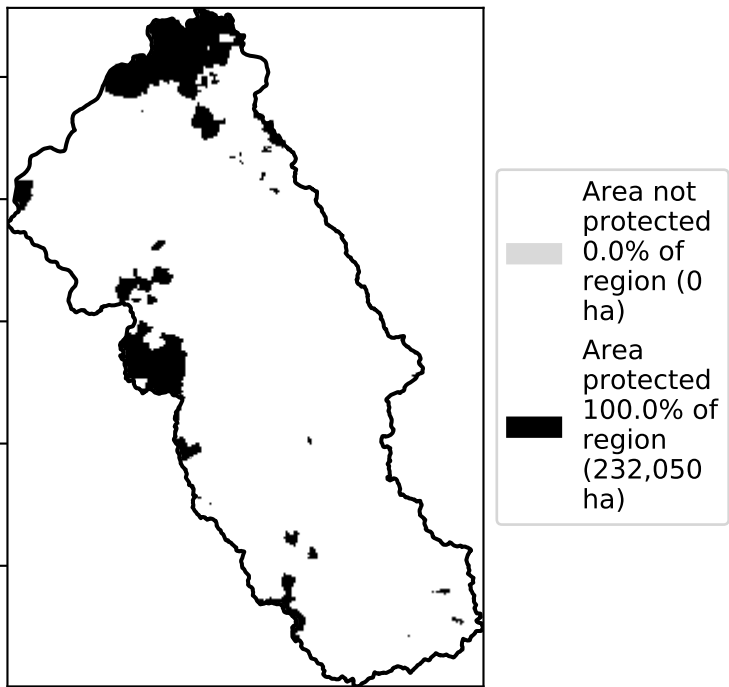 Area not
protected
0.0% of
region (0
ha)
Area
protected
100.0% of
region
(232,050
ha)